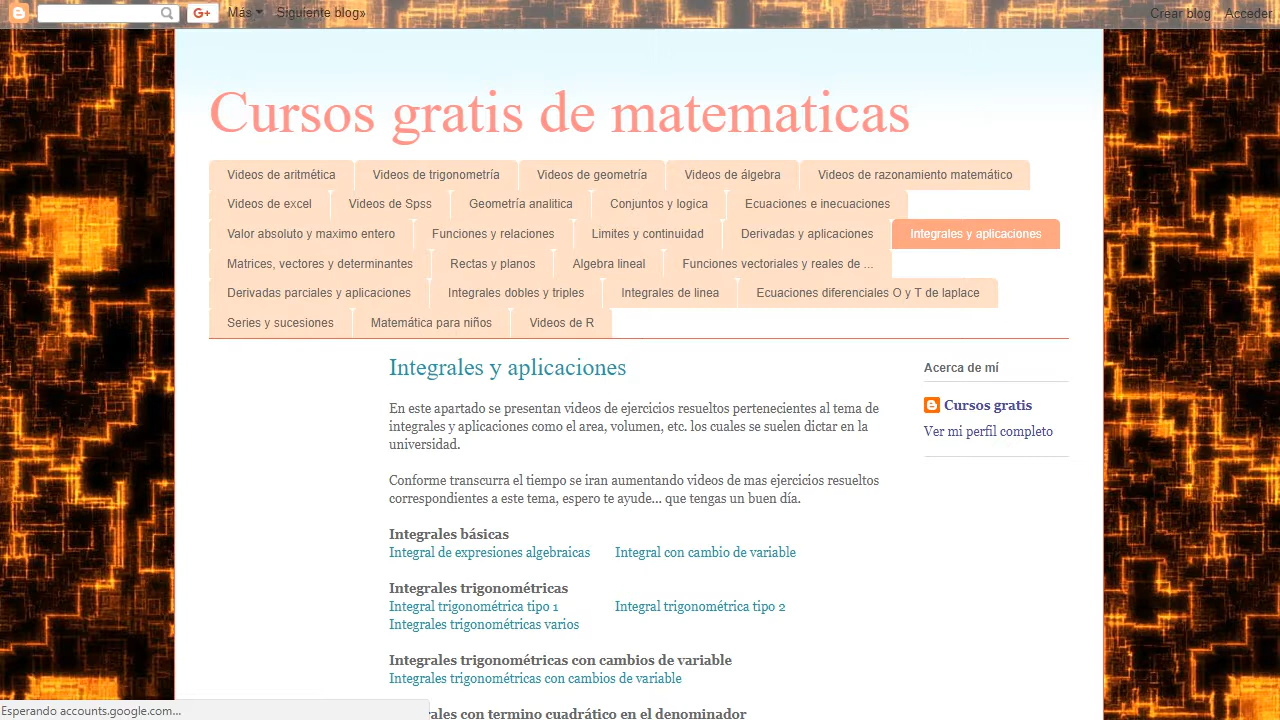 G+ Más Siguiente blog» Crear blog Acceder
Cursos gratis de matematicas
Videos de aritmética Videos de trigonometría Videos de geometría Videos de álgebra Videos de razonamiento matemático
Videos de excel Videos de Spss Geometría analitica Conjuntos y logica Ecuaciones e inecuaciones
Valor absoluto y maximo entero Funciones y relaciones Limites y continuidad Derivadas y aplicaciones Integrales y aplicaciones
Matrices, vectores y determinantes Rectas y planos Algebra lineal Funciones vectoriales y reales de ...
Derivadas parciales y aplicaciones Integrales dobles y triples Integrales de linea Ecuaciones diferenciales O y T de laplace
Series y sucesiones Matemática para niños Videos de R
Integrales y aplicaciones
En este apartado se presentan videos de ejercicios resueltos pertenecientes al tema de
integrales y aplicaciones como el area, volumen, etc. los cuales se suelen dictar en la
universidad.
Conforme transcurra el tiempo se iran aumentando videos de mas ejercicios resueltos
correspondientes a este tema, espero te ayude... que tengas un buen día.
Integrales básicas
Integral de expresiones algebraicas Integral con cambio de variable
Integrales trigonométricas
Integral trigonométrica tipo 1 Integral trigonométrica tipo 2
Integrales trigonométricas varios
Integrales trigonométricas con cambios de variable
Integrales trigonométricas con cambios de variable
rales con termino cuadrático en el denominador
Acerca de mí
Cursos gratis
Ver mi perfil completo
Esperando accounts.google.com...